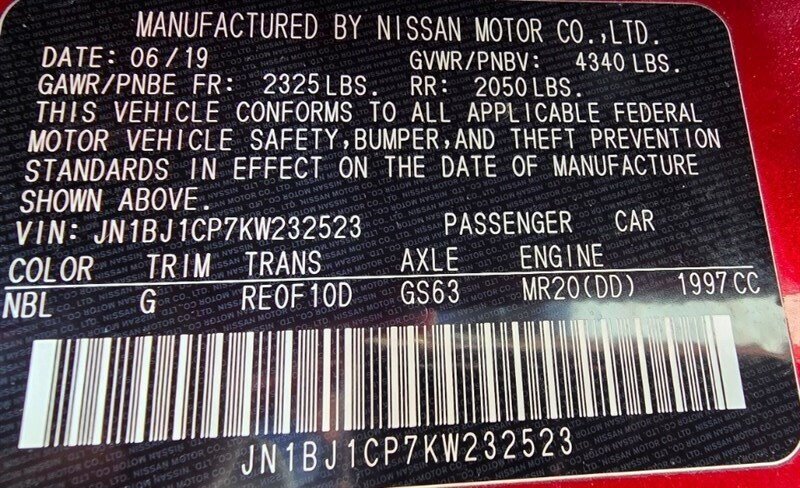 MANUFACTURED BY NISSAN MOTOR CO.,LTD.
DATE: 06/19 GVWR/PNBV: 4340 LBS.
GAWR/PNBE FR: 2325 LBS. RR: 2050 LBS.
THIS VEHICLE CONFORMS TO ALL APPLICABLE FEDERAL
MOTOR VEHICLE SAFETY,BUMPER,AND THEFT PREVENTION
STANDARDS IN EFFECT ON THE DATE OF MANUFACTURE
SHOWN ABOVE.
VIN: JN1BJ1CP7KW232523 PASSENGER CAR
COLOR TRIM TRANS AXLE ENGINE
NBL G RE0F10D GS63 MR20(DD) 1997 CC
JN1BJ1CP7KW232523